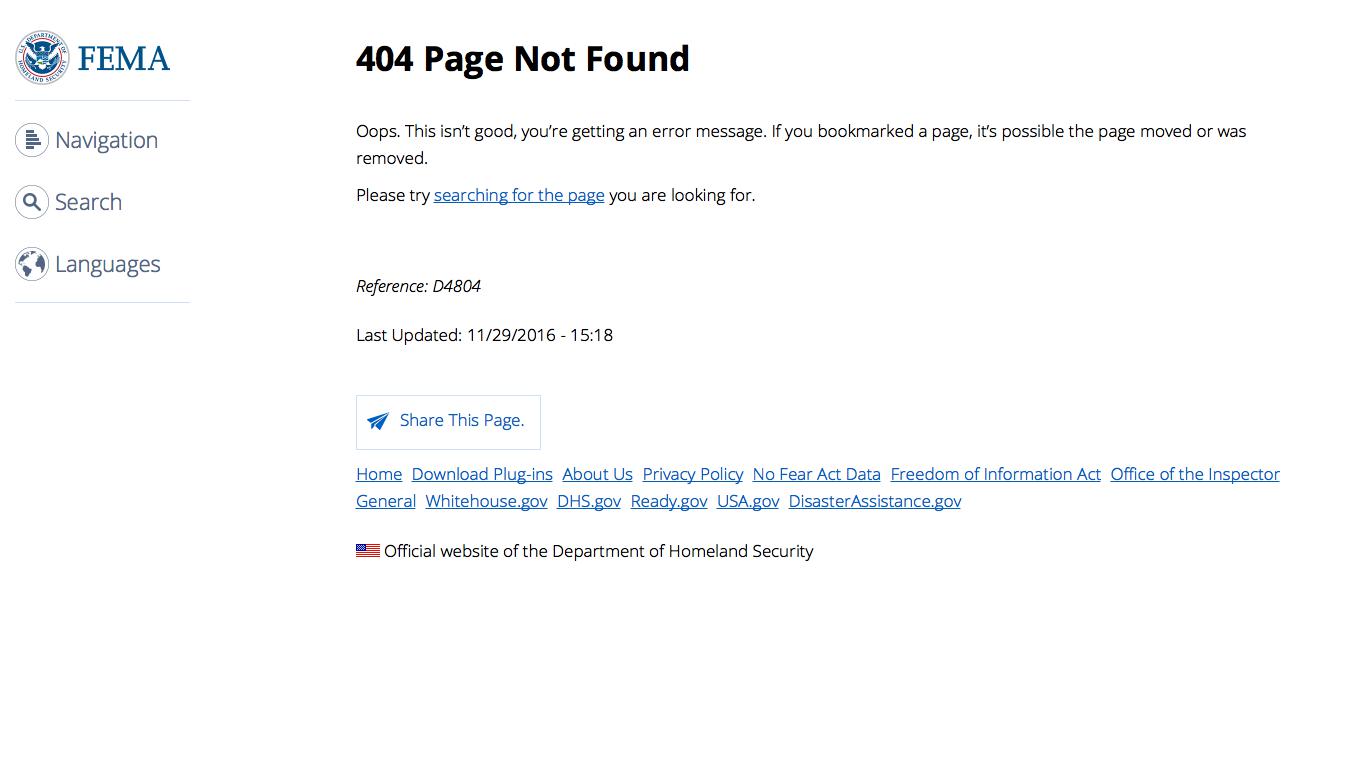 FEMA
Navigation
Search
Languages
404 Page Not Found
Oops. This isn’t good, you’re getting an error message. If you bookmarked a page, it’s possible the page moved or was
removed.
Please try searching for the page you are looking for.
Reference: D4804
Last Updated: 11/29/2016 - 15:18
Share This Page.
Home Download Plug-ins About Us Privacy Policy No Fear Act Data Freedom of Information Act Office of the Inspector
General Whitehouse.gov DHS.gov Ready.gov USA.gov DisasterAssistance.gov
Official website of the Department of Homeland Security